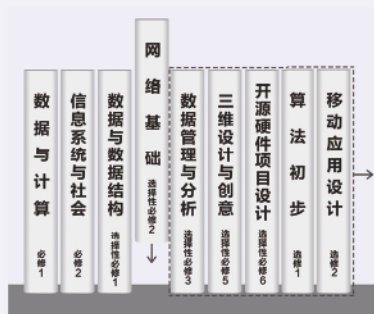 数据与计算 必修1
信息系统与社会 必修2
数据与数据结构 选择性必修1
网络基础 选择性必修2
数据管理与分析 选择性必修3
三维设计与创意 选择性必修5
开源硬件项目设计 选择性必修6
算法初步 选修1
移动应用设计 选修2